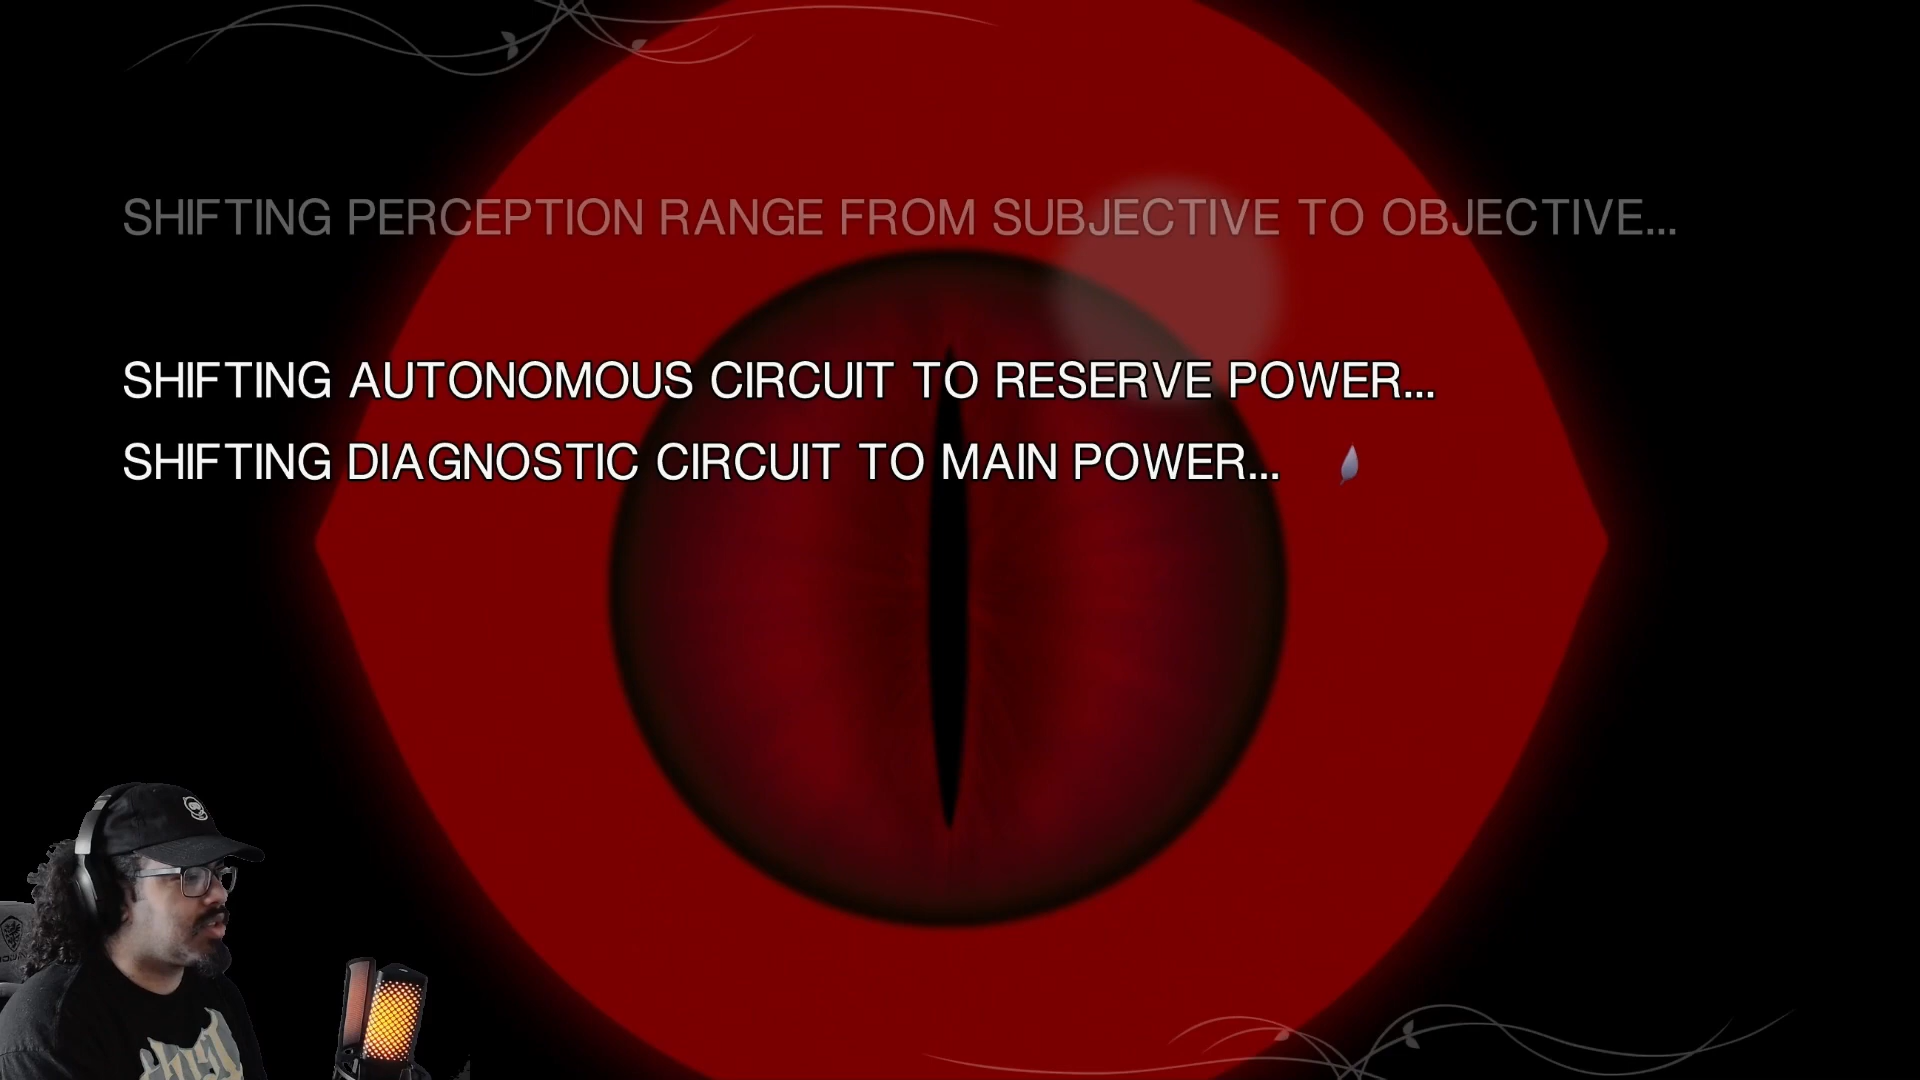 SHIFTING PERCEPTION RANGE FROM SUBJECTIVE TO OBJECTIVE...
SHIFTING AUTONOMOUS CIRCUIT TO RESERVE POWER...
SHIFTING DIAGNOSTIC CIRCUIT TO MAIN POWER...